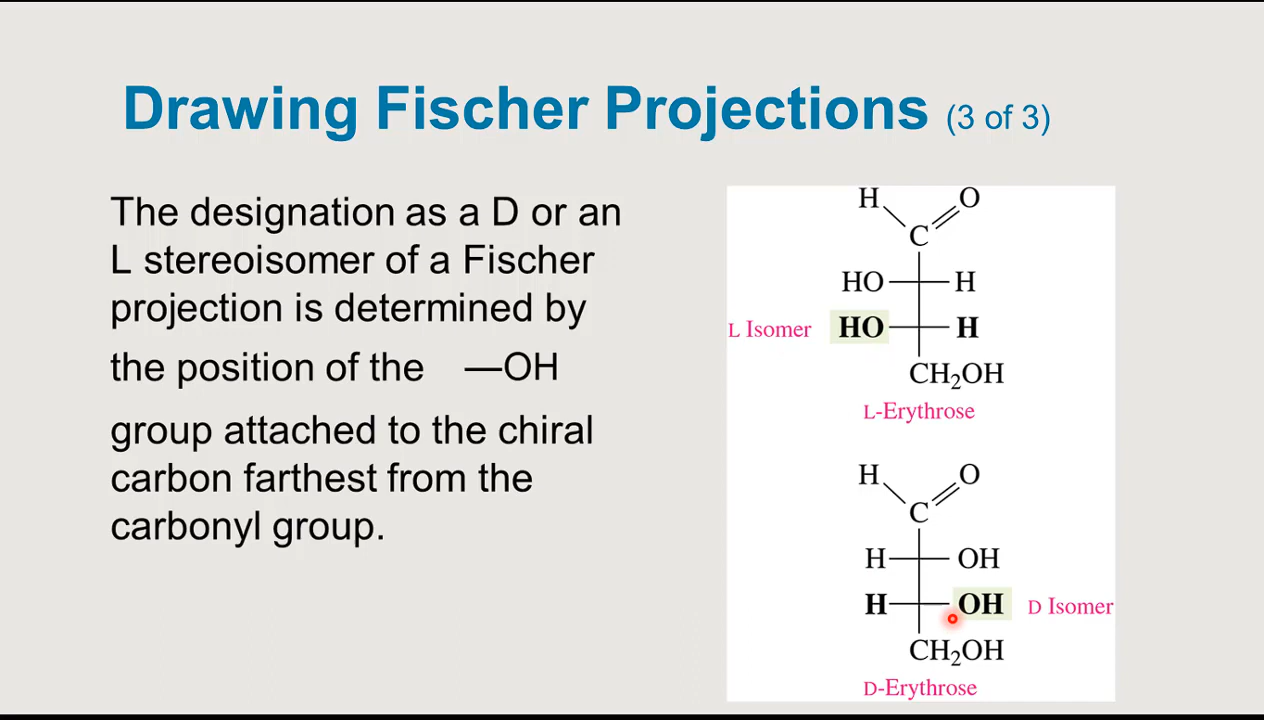 Drawing Fischer Projections (3 of 3)
The designation as a D or an
L stereoisomer of a Fischer
projection is determined by
the position of the —OH
group attached to the chiral
carbon farthest from the
carbonyl group.
H O
C
HO H
L Isomer HO H
CH₂OH
L-Erythrose
H O
C
H OH
H OH D Isomer
CH₂OH
D-Erythrose